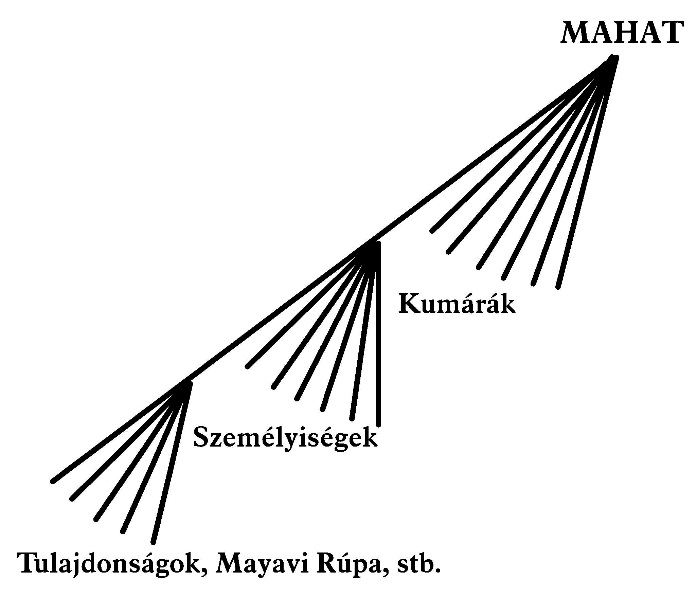 MAHAT
Kumárák
Személyiségek
Tulajdonságok, Mayavi Rúpa, stb.